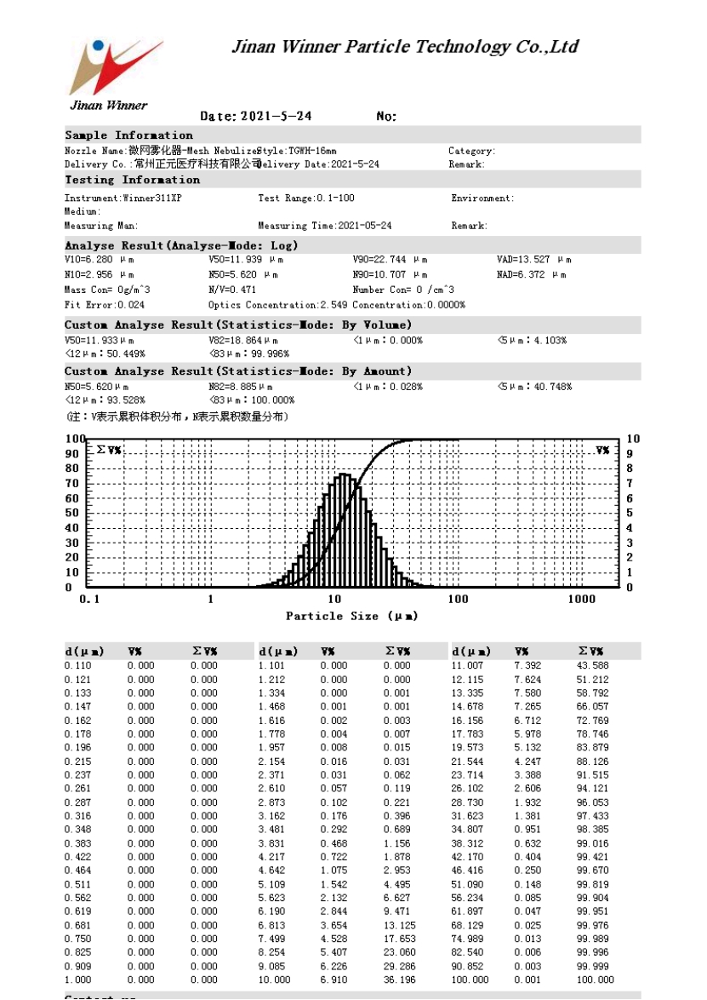 Jinan Winner Particle Technology Co.,Ltd
Jinan Winner
Date: 2021-5-24 No:
Sample Information
Nozzle Name:微网雾化器-Mesh Nebulize Style:TGWH-16mm Category:
Delivery Co.:常州正元医疗科技有限公司 Delivery Date:2021-5-24 Remark:
Testing Information
Instrument:Winner311XP Test Range:0.1-100 Environment:
Medium:
Measuring Man: Measuring Time:2021-05-24 Remark:
Analyse Result(Analyse-Mode: Log)
V10=6.280 μm V50=11.939 μm V90=22.744 μm VAD=13.527 μm
N10=2.956 μm N50=5.620 μm N90=10.707 μm NAD=6.372 μm
Mass Con= 0g/m^3 N/V=0.471 Number Con= 0 /cm^3
Fit Error:0.024 Optics Concentration:2.549 Concentration:0.0000%
Custom Analyse Result(Statistics-Mode: By Volume)
V50=11.933μm V82=18.864μm <1μm：0.000% <5μm：4.103%
<12μm：50.449% <83μm：99.996%
Custom Analyse Result(Statistics-Mode: By Amount)
N50=5.620μm N82=8.885μm <1μm：0.028% <5μm：40.748%
<12μm：93.528% <83μm：100.000%
(注：V表示累积体积分布，N表示累积数量分布)
100 ΣV% V% 10
90 9
80 8
70 7
60 6
50 5
40 4
30 3
20 2
10 1
0 0
0.1 1 10 100 1000
Particle Size (μm)
d(μm) V% ΣV% d(μm) V% ΣV% d(μm) V% ΣV%
0.110 0.000 0.000 1.101 0.000 0.000 11.007 7.392 43.588
0.121 0.000 0.000 1.212 0.000 0.000 12.115 7.624 51.212
0.133 0.000 0.000 1.334 0.000 0.001 13.335 7.580 58.792
0.147 0.000 0.000 1.468 0.001 0.001 14.678 7.265 66.057
0.162 0.000 0.000 1.616 0.002 0.003 16.156 6.712 72.769
0.178 0.000 0.000 1.778 0.004 0.007 17.783 5.978 78.746
0.196 0.000 0.000 1.957 0.008 0.015 19.573 5.132 83.879
0.215 0.000 0.000 2.154 0.016 0.031 21.544 4.247 88.126
0.237 0.000 0.000 2.371 0.031 0.062 23.714 3.388 91.515
0.261 0.000 0.000 2.610 0.057 0.119 26.102 2.606 94.121
0.287 0.000 0.000 2.873 0.102 0.221 28.730 1.932 96.053
0.316 0.000 0.000 3.162 0.176 0.396 31.623 1.381 97.433
0.348 0.000 0.000 3.481 0.292 0.689 34.807 0.951 98.385
0.383 0.000 0.000 3.831 0.468 1.156 38.312 0.632 99.016
0.422 0.000 0.000 4.217 0.722 1.878 42.170 0.404 99.421
0.464 0.000 0.000 4.642 1.075 2.953 46.416 0.250 99.670
0.511 0.000 0.000 5.109 1.542 4.495 51.090 0.148 99.819
0.562 0.000 0.000 5.623 2.132 6.627 56.234 0.085 99.904
0.619 0.000 0.000 6.190 2.844 9.471 61.897 0.047 99.951
0.681 0.000 0.000 6.813 3.654 13.125 68.129 0.025 99.976
0.750 0.000 0.000 7.499 4.528 17.653 74.989 0.013 99.989
0.825 0.000 0.000 8.254 5.407 23.060 82.540 0.006 99.996
0.909 0.000 0.000 9.085 6.226 29.286 90.852 0.003 99.999
1.000 0.000 0.000 10.000 6.910 36.196 100.000 0.001 100.000